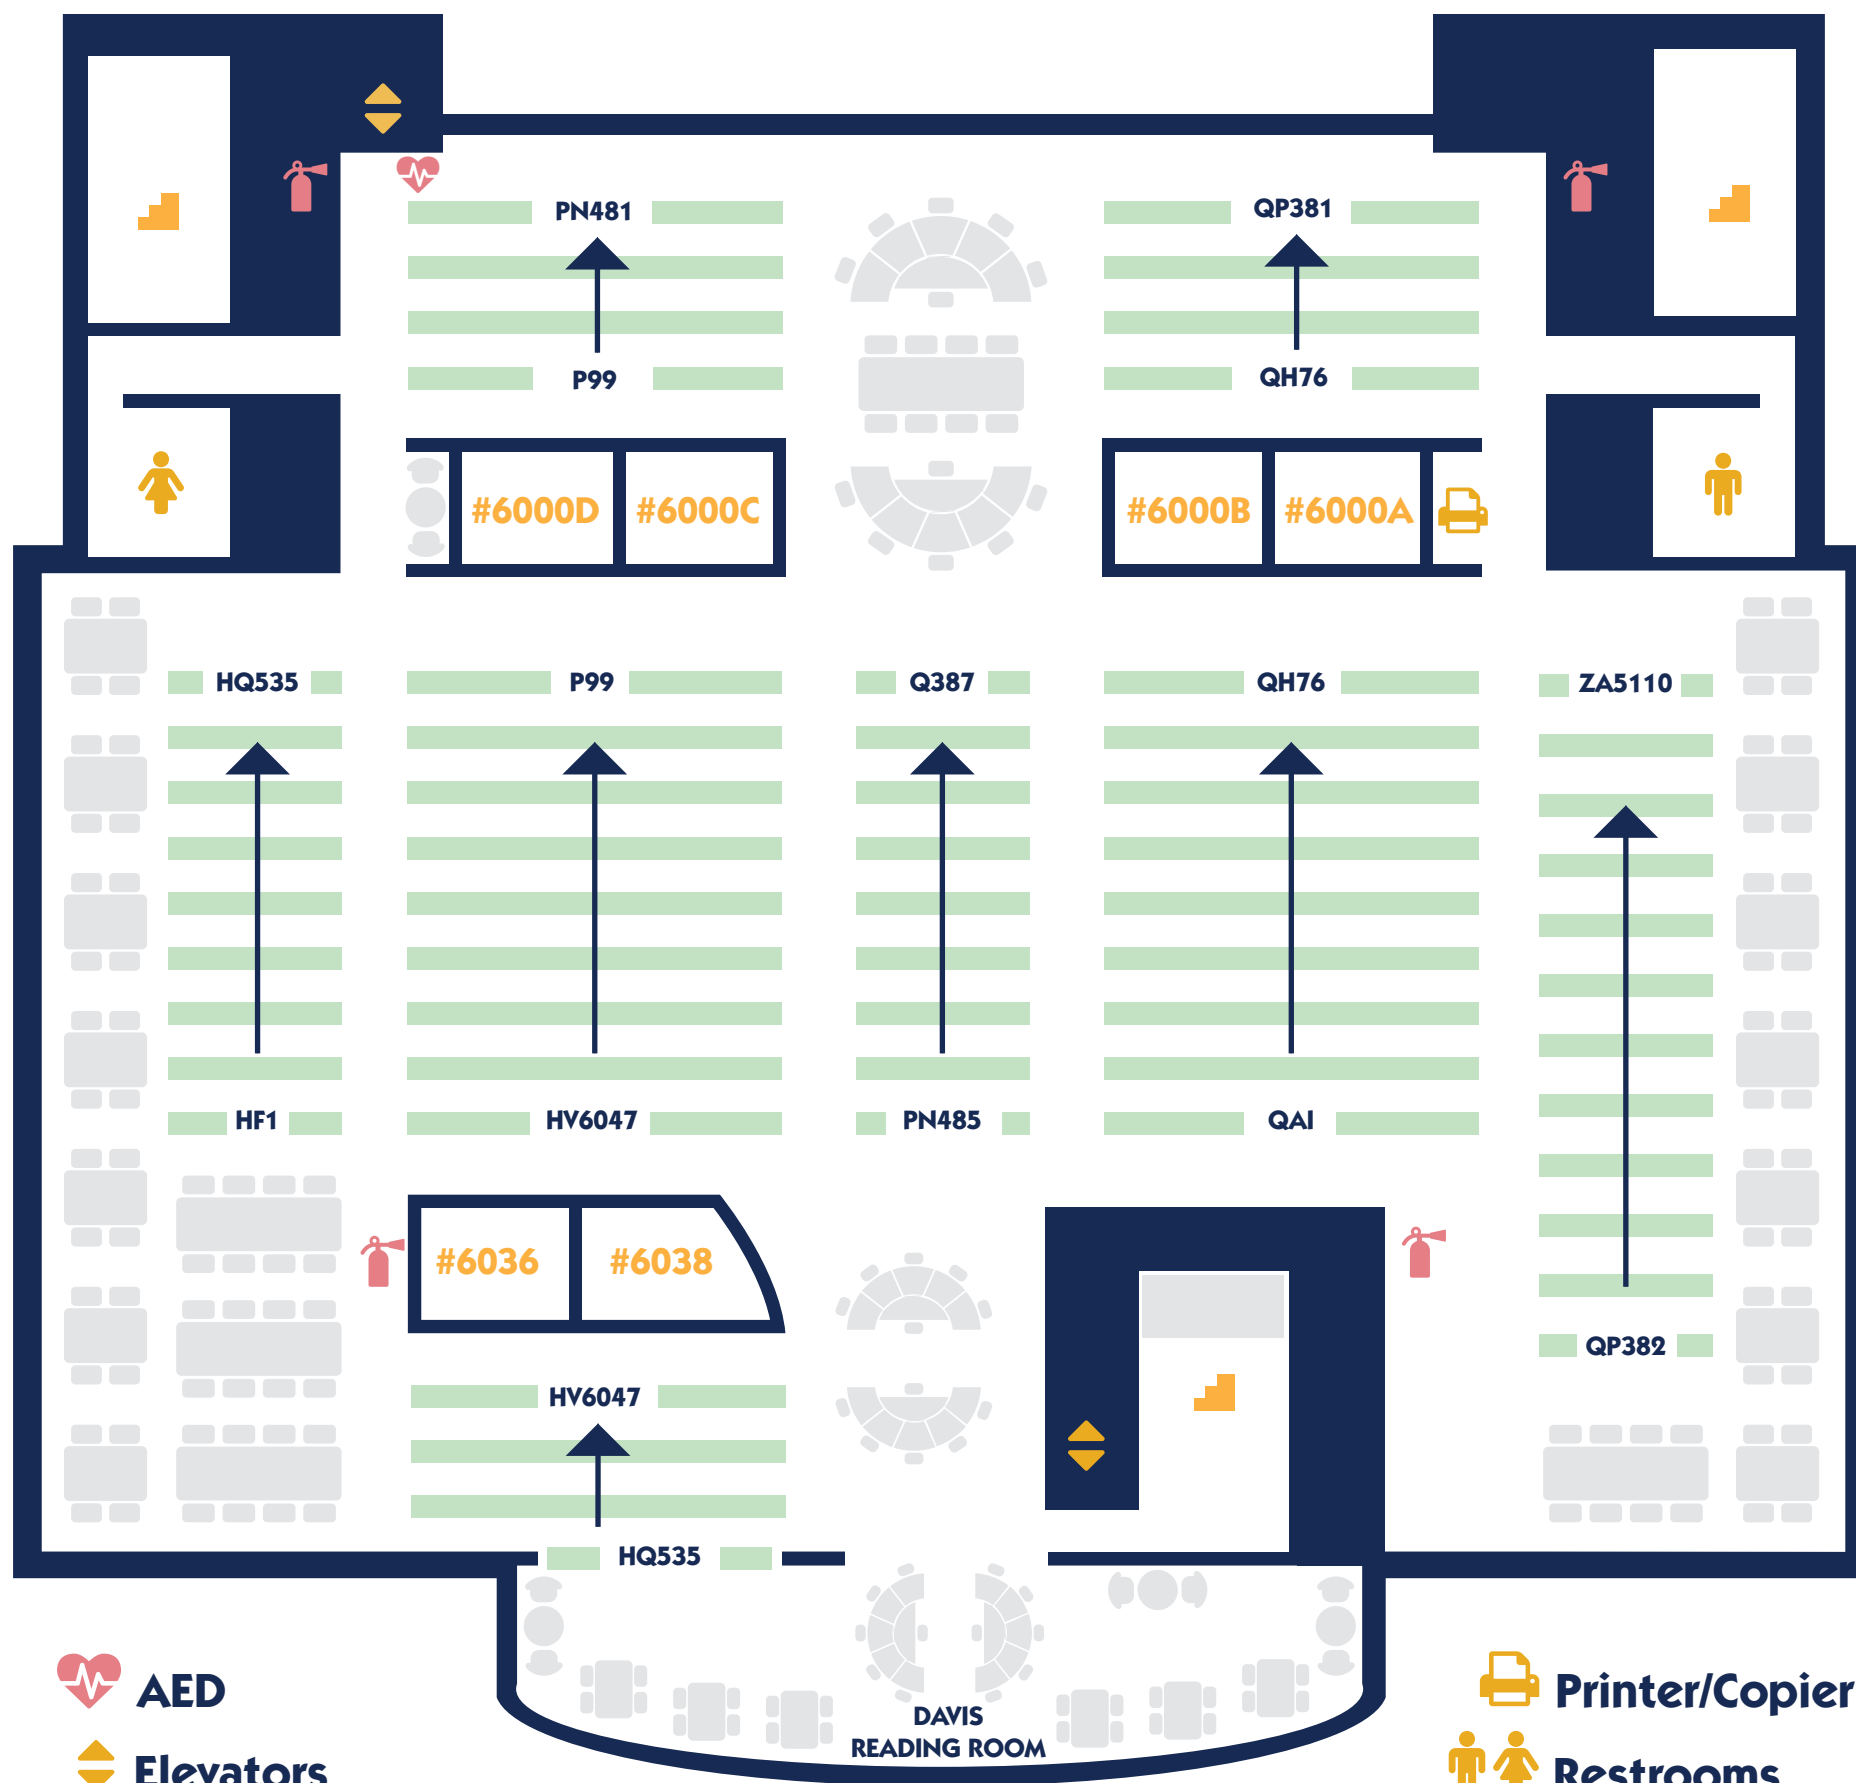 PN481
QP381
P99
QH76
#6000D
#6000C
#6000B
#6000A
HQ535
P99
Q387
QH76
ZA5110
HF1
HV6047
PN485
QAI
#6036
#6038
QP382
HV6047
HQ535
DAVIS
READING ROOM
AED
Printer/Copier
Elevators
Restrooms